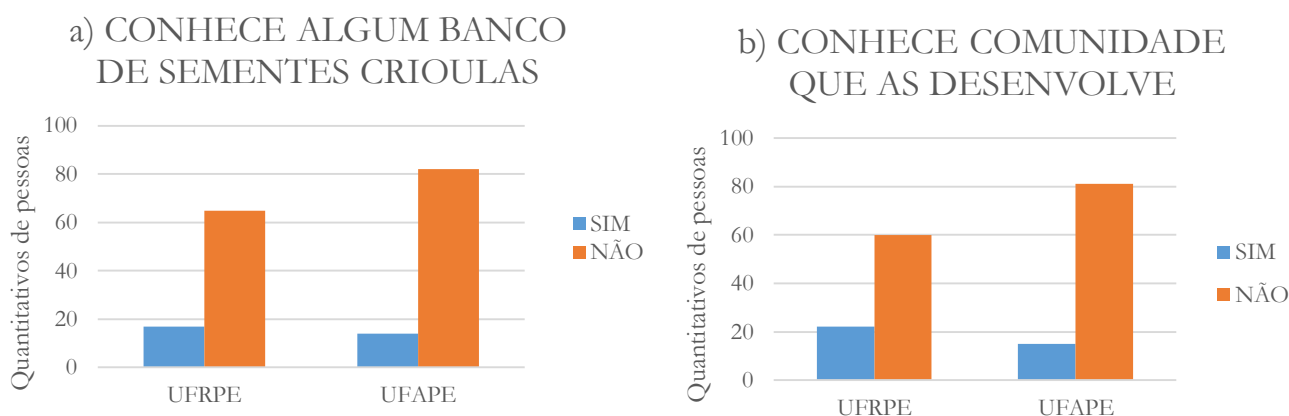 a) CONHECE ALGUM BANCO
DE SEMENTES CRIOULAS
Quantitativos de pessoas
100
80
60
40
20
0
UFRPE
UFAPE
SIM
NÃO
b) CONHECE COMUNIDADE
QUE AS DESENVOLVE
Quantitativos de pessoas
100
80
60
40
20
0
UFRPE
UFAPE
SIM
NÃO